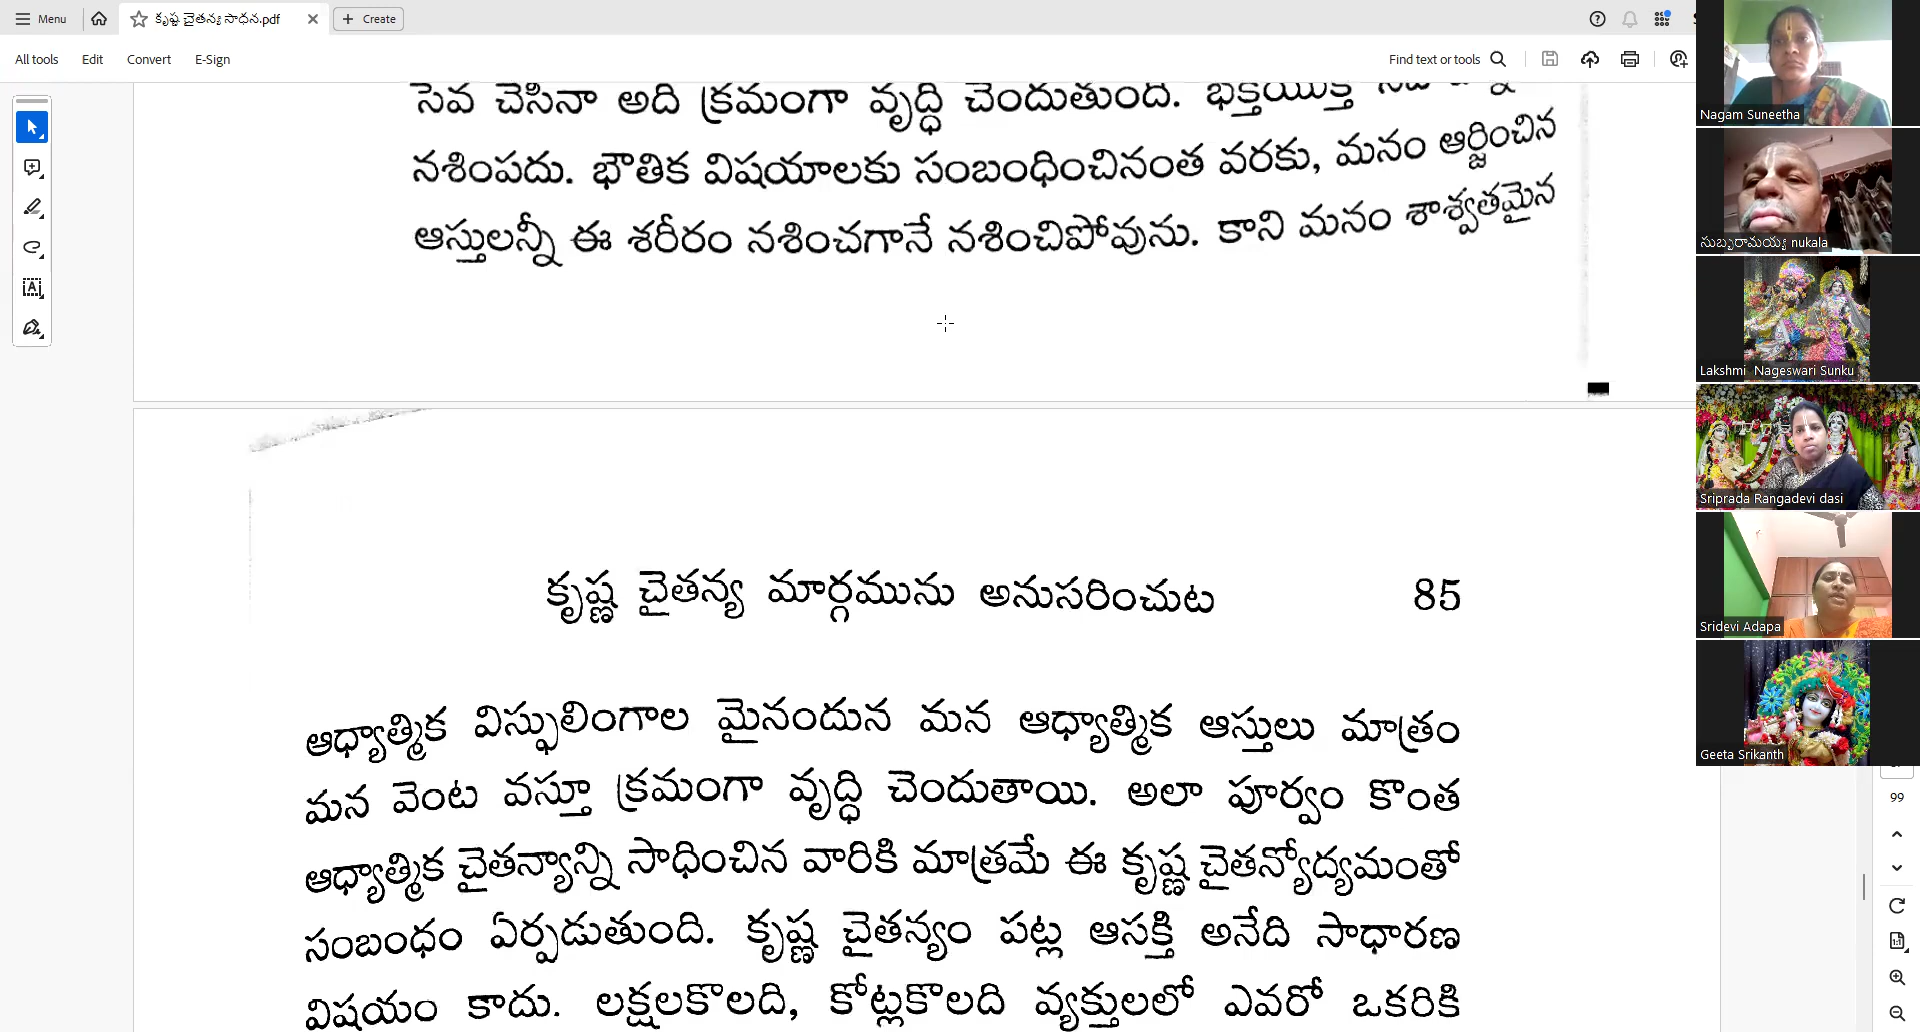 Menu
కృష్ణ చైతన్య సాధన.pdf
Create
All tools
Edit
Convert
E-Sign
Find text or tools
సేవ చేసినా అది క్రమంగా వృద్ధి చెందుతుంది. భక్తియుక్త
నశింపదు. భౌతిక విషయాలకు సంబంధించినంత వరకు, మనం ఆర్జించిన
ఆస్తులన్నీ ఈ శరీరం నశించగానే నశించిపోవును. కాని మనం శాశ్వతమైన
కృష్ణ చైతన్య మార్గమును అనుసరించుట 85
ఆధ్యాత్మిక విస్ఫులింగాల మైనందున మన ఆధ్యాత్మిక ఆస్తులు మాత్రం
మన వెంట వస్తూ క్రమంగా వృద్ధి చెందుతాయి. అలా పూర్వం కొంత
ఆధ్యాత్మిక చైతన్యాన్ని సాధించిన వారికి మాత్రమే ఈ కృష్ణ చైతన్యోద్యమంతో
సంబంధం ఏర్పడుతుంది. కృష్ణ చైతన్యం పట్ల ఆసక్తి అనేది సాధారణ
విషయం కాదు. లక్షలకొలది, కోట్లకొలది వ్యక్తులలో ఎవరో ఒకరికి
Nagam Suneetha
సుబ్బరామయ్య nukala
Lakshmi Nageswari Sunku
Sriprada Rangadevi dasi
Sridevi Adapa
Geeta Srikanth
99